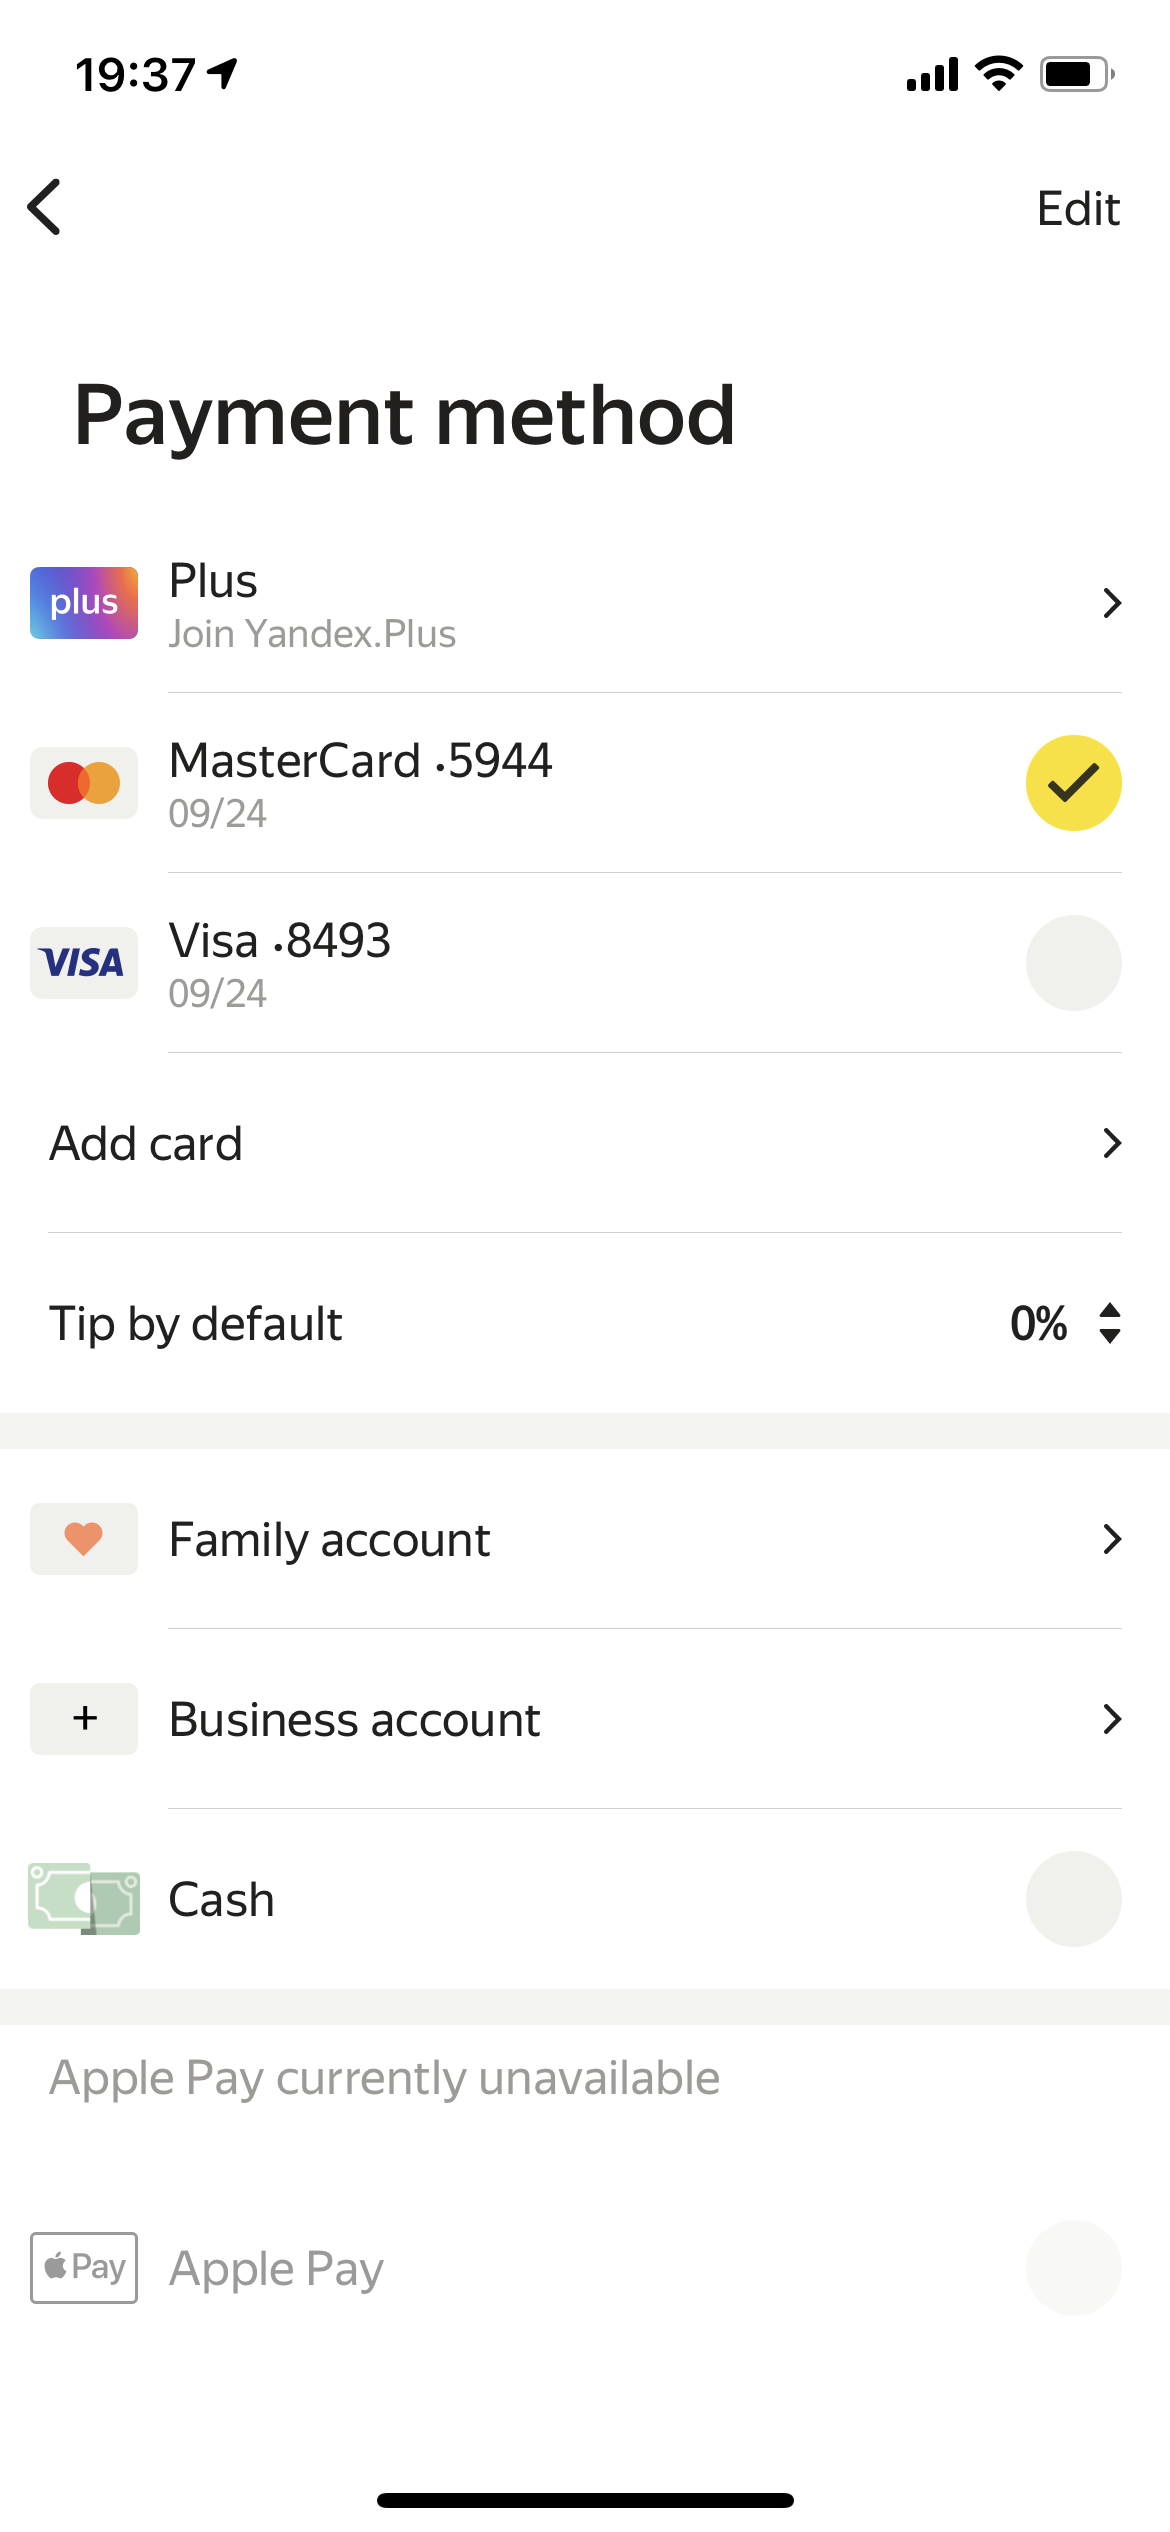 19:37
Edit
Payment method
plus
Plus
Join Yandex.Plus
MasterCard ·5944
09/24
VISA
Visa ·8493
09/24
Add card
Tip by default
0%
Family account
+
Business account
Cash
Apple Pay currently unavailable
Pay
Apple Pay